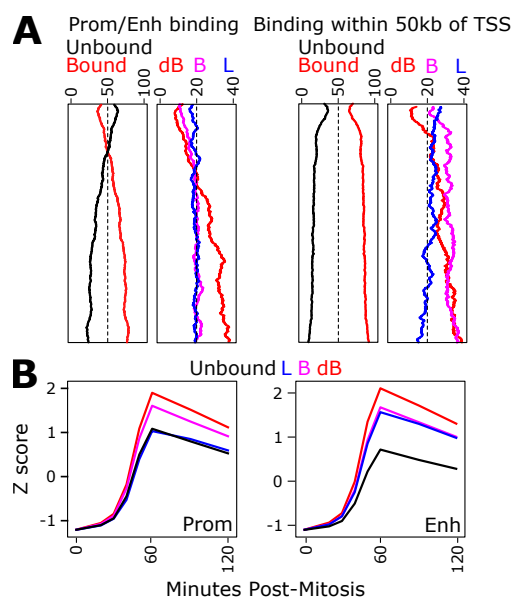 A
Prom/Enh binding
Binding within 50kb of TSS
Unbound
Unbound
Bound
dB B L
Bound
dB B L
0 50 100
0 20 40
0 50 100
0 20 40
B
Unbound L B dB
Z score
2
1
0
-1
Prom
0 60 120
2
1
0
-1
Enh
0 60 120
Minutes Post-Mitosis